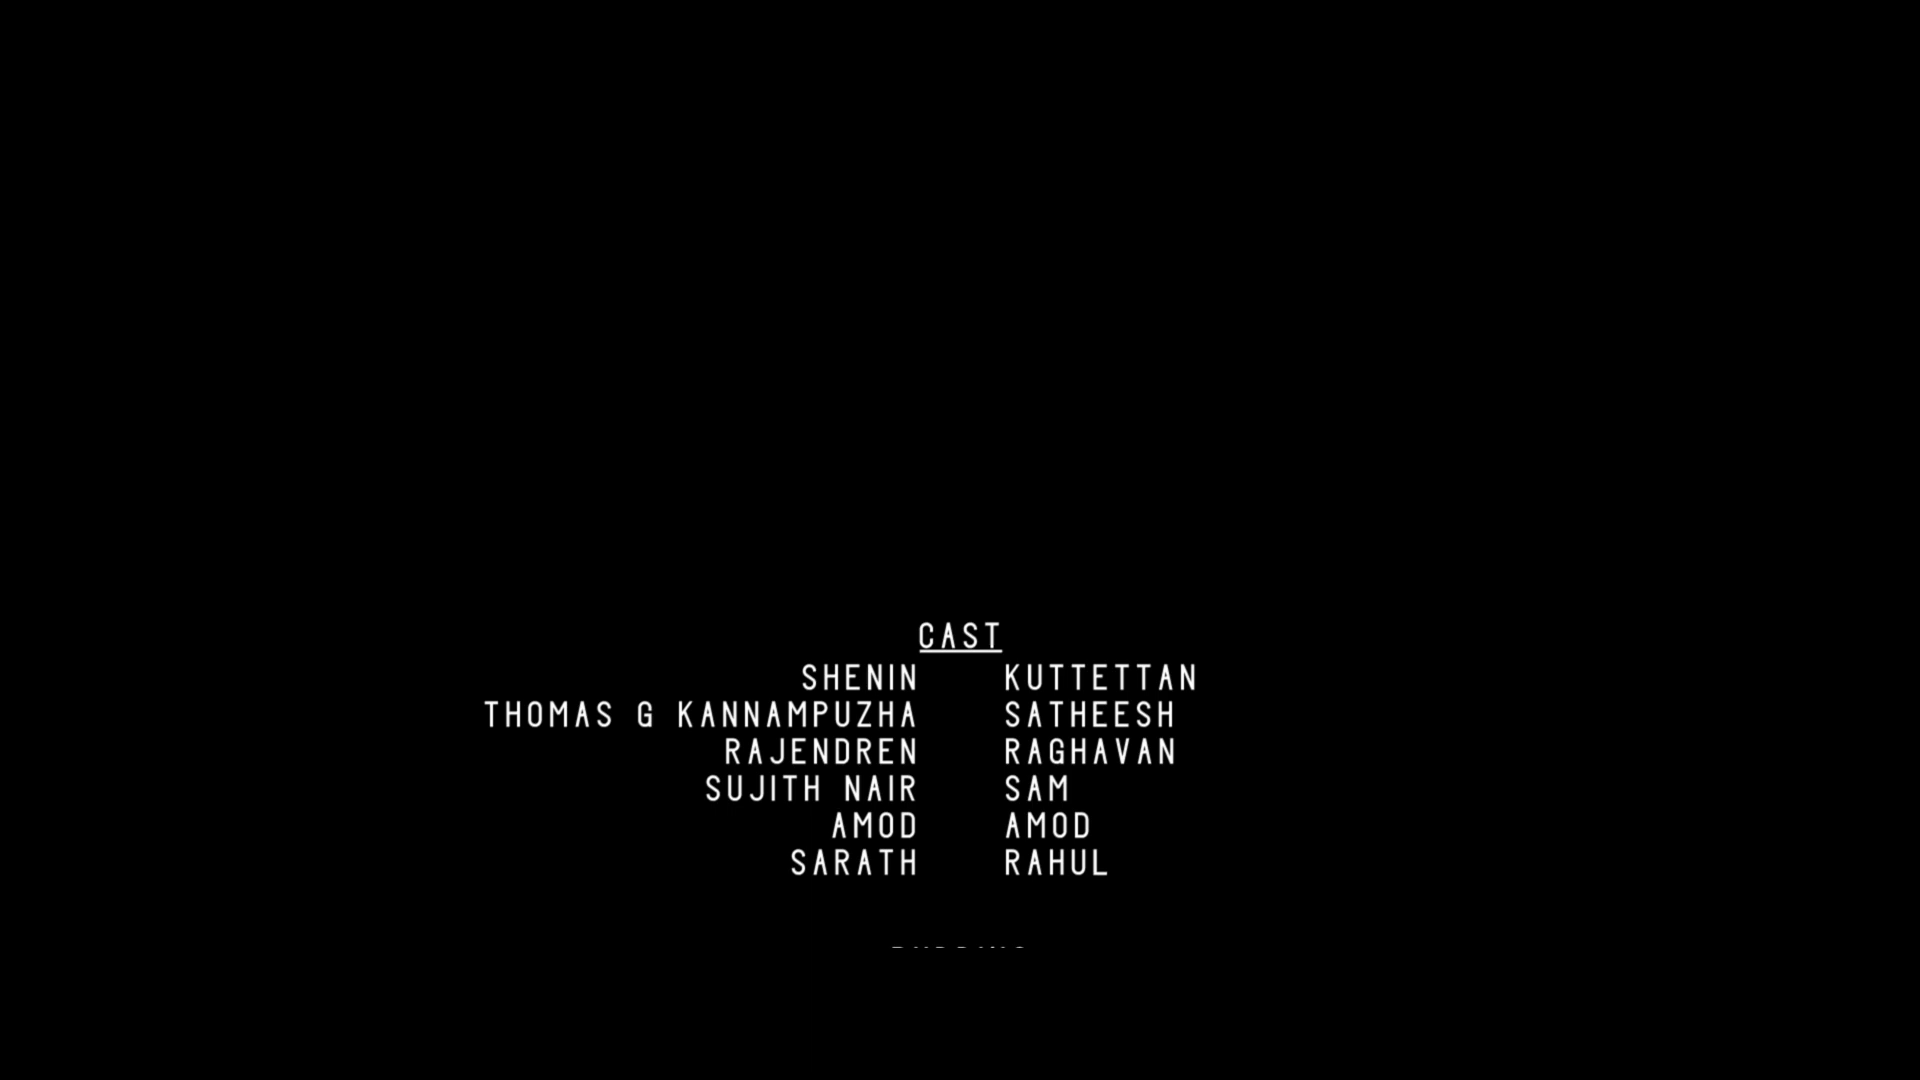 CAST
SHENIN KUTTETTAN
THOMAS G KANNAMPUZHA SATHEESH
RAJENDREN RAGHAVAN
SUJITH NAIR SAM
AMOD AMOD
SARATH RAHUL